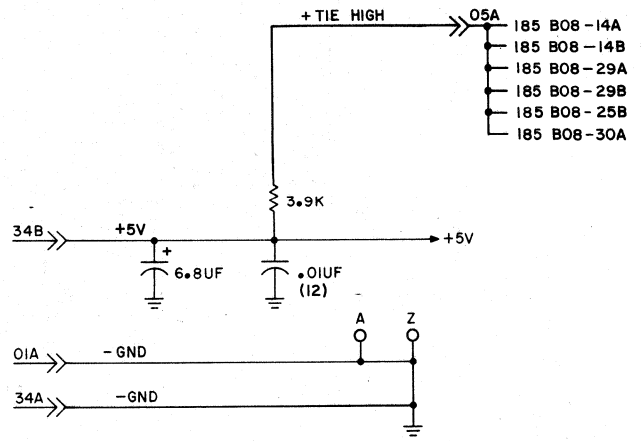 + TIE HIGH
05A
185 B08-14A
185 B08-14B
185 B08-29A
185 B08-29B
185 B08-25B
185 B08-30A
3.9K
34B
+5V
+5V
+
6.8UF
.01UF
(12)
A
Z
01A
-GND
34A
-GND